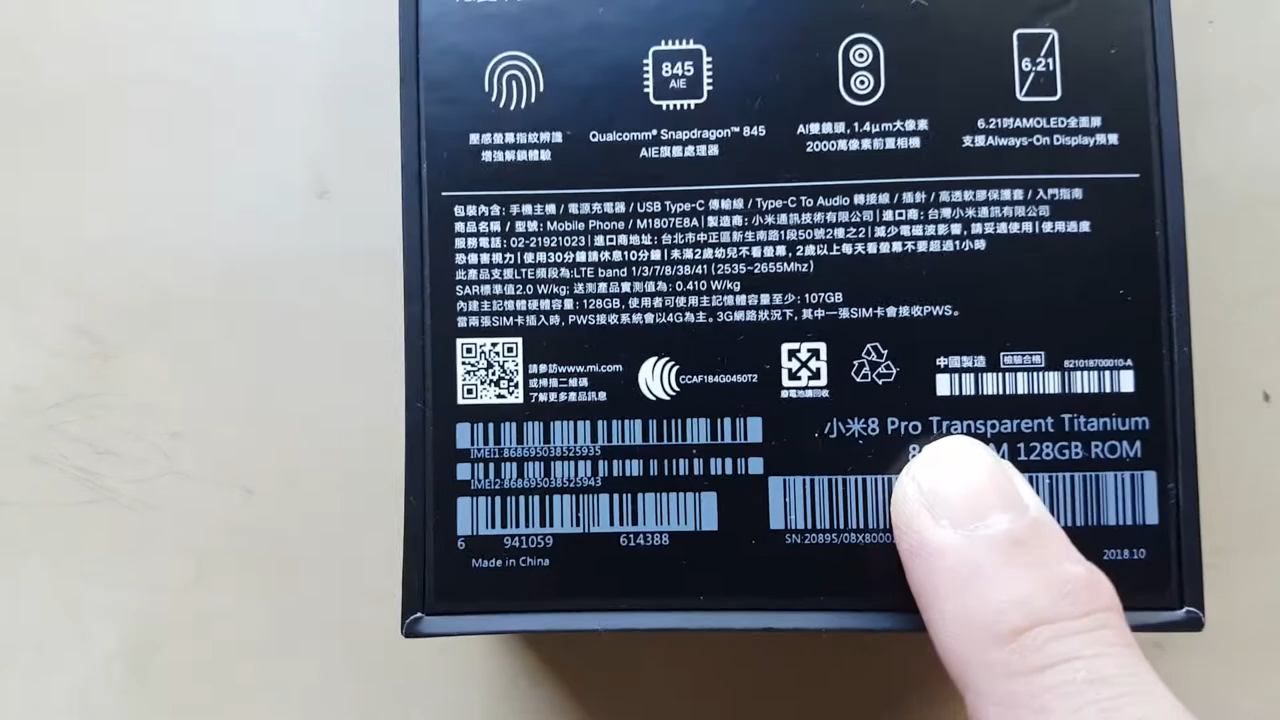 845
AIE
6.21
壓感螢幕指紋辨識
增強解鎖體驗
Qualcomm® Snapdragon™ 845
AIE旗艦處理器
AI雙鏡頭, 1.4μm大像素
2000萬像素前置相機
6.21吋AMOLED全面屏
支援Always-On Display預覽
包裝內含: 手機主機 / 電源充電器 / USB Type-C 傳輸線 / Type-C To Audio 轉接線 / 插針 / 高透軟膠保護套 / 入門指南
商品名稱 / 型號: Mobile Phone / M1807E8A | 製造商: 小米通訊技術有限公司 | 進口商: 台灣小米通訊有限公司
服務電話: 02-21921023 | 進口商地址: 台北市中正區新生南路1段50號2樓之2 | 減少電磁波影響, 請妥適使用 | 使用過度
恐傷害視力 | 使用30分鐘請休息10分鐘 | 未滿2歲幼兒不看螢幕, 2歲以上每天看螢幕不要超過1小時
此產品支援LTE頻段為:LTE band 1/3/7/8/38/41 (2535-2655Mhz)
SAR標準值2.0 W/kg; 送測產品實測值為: 0.410 W/kg
內建主記憶體硬體容量: 128GB, 使用者可使用主記憶體容量至少: 107GB
當兩張SIM卡插入時, PWS接收系統會以4G為主。3G網路狀況下, 其中一張SIM卡會接收PWS。
請參訪www.mi.com
或掃描二維碼
了解更多產品訊息
CCAF184G0450T2
廢電池請回收
中國製造 檢驗合格 821018700010-A
小米8 Pro Transparent Titanium
128GB ROM
IMEI1:868695038525935
IMEI2:868695038525943
6 941059 614388
SN:20895/08X8000
Made in China
2018.10